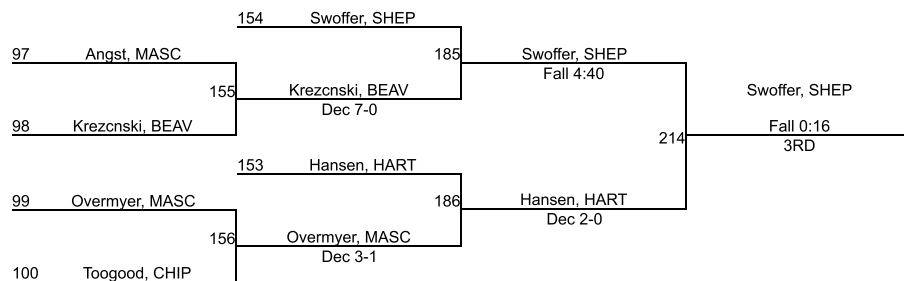 154 Swoffer, SHEP
97 Angst, MASC
185 Swoffer, SHEP
Fall 4:40
155 Krezcnski, BEAV
Dec 7-0
Swoffer, SHEP
98 Krezcnski, BEAV
Fall 0:16
214
3RD
153 Hansen, HART
99 Overmyer, MASC
186 Hansen, HART
Dec 2-0
156 Overmyer, MASC
Dec 3-1
100 Toogood, CHIP